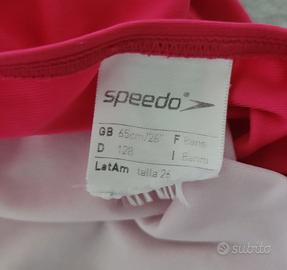 speedo
GB 65cm/26" F 8ans
D 128 I 8anni
LatAm talla 26
subito